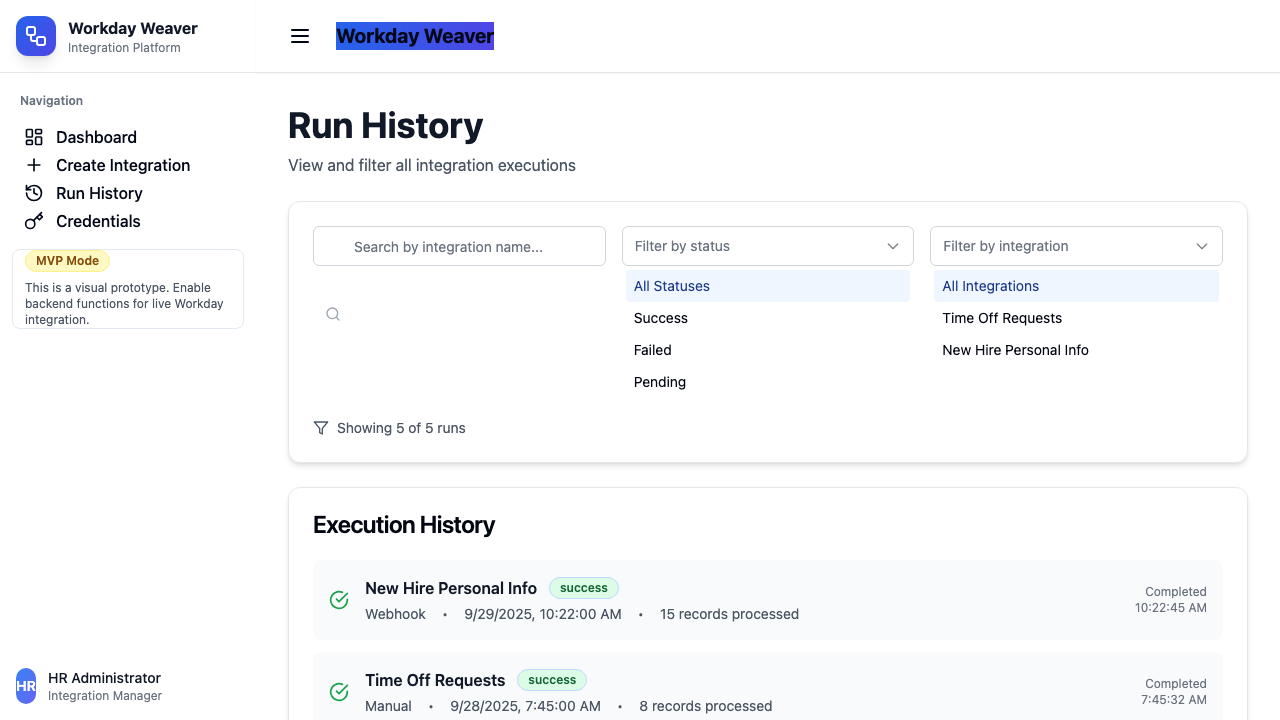 Workday Weaver
Integration Platform
Workday Weaver
Navigation
Dashboard
Create Integration
Run History
Credentials
MVP Mode
This is a visual prototype. Enable
backend functions for live Workday
integration.
HR
HR Administrator
Integration Manager
Run History
View and filter all integration executions
Search by integration name...
Filter by status
All Statuses
Success
Failed
Pending
Filter by integration
All Integrations
Time Off Requests
New Hire Personal Info
Showing 5 of 5 runs
Execution History
New Hire Personal Info success
Webhook • 9/29/2025, 10:22:00 AM • 15 records processed
Completed
10:22:45 AM
Time Off Requests success
Manual • 9/28/2025, 7:45:00 AM • 8 records processed
Completed
7:45:32 AM